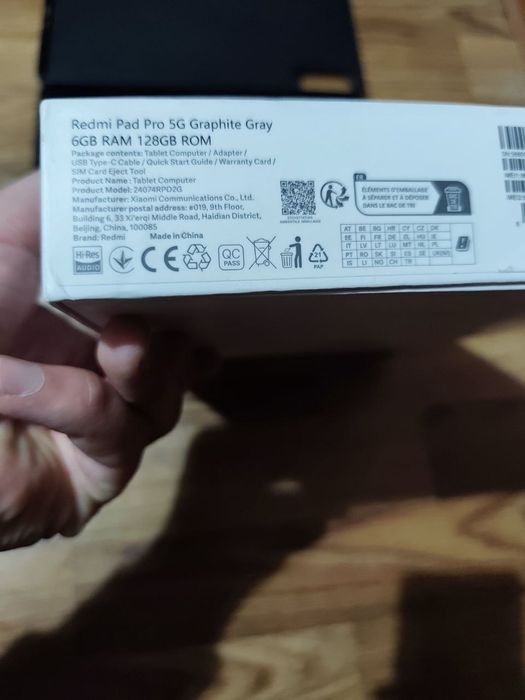 Redmi Pad Pro 5G Graphite Gray
6GB RAM 128GB ROM
Package contents: Tablet Computer / Adapter /
USB Type-C Cable / Quick Start Guide / Warranty Card /
SIM Card Eject Tool
Product Name : Tablet Computer
Product Model: 24074RPD2G
Manufacturer: Xiaomi Communications Co., Ltd.
Manufacturer postal address: #019, 9th Floor,
Building 6, 33 Xi'erqi Middle Road, Haidian District,
Beijing, China, 100085
Brand: Redmi Made in China
Hi-Res
AUDIO
CE
QC
PASS
21
PAP
FR
ÉLÉMENTS D'EMBALLAGE
À SÉPARER ET À DÉPOSER
DANS LE BAC DE TRI
AT BE BG HR CY CZ DK
EE FI FR DE EL HU IE
IT LV LT LU MT NL PL
PT RO SK SI ES SE UK(NI)
IS LI NO CH TR